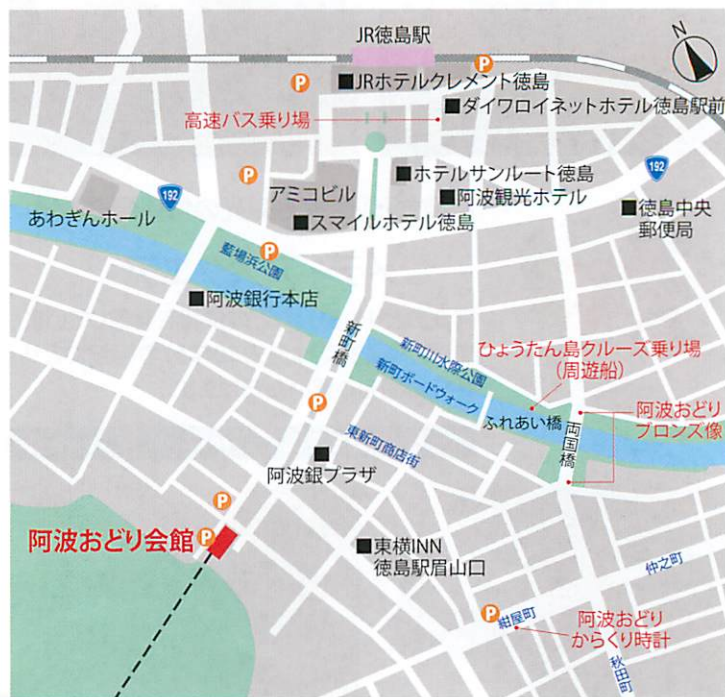 JR徳島駅
N
P
P
■JRホテルクレメント徳島
■ダイワロイネットホテル徳島駅前
高速バス乗り場
192
P
アミコビル
■ホテルサンルート徳島
■阿波観光ホテル
192
■徳島中央
郵便局
あわぎんホール
■スマイルホテル徳島
P
藍場浜公園
■阿波銀行本店
新町橋
新町川水際公園
新町ボードウォーク
ひょうたん島クルーズ乗り場
（周遊船）
ふれあい橋
両国橋
阿波おどり
ブロンズ像
P
東新町商店街
■
阿波銀プラザ
P
阿波おどり会館
P
■東横INN
徳島駅眉山口
仲之町
P
紺屋町
阿波おどり
からくり時計
秋田町